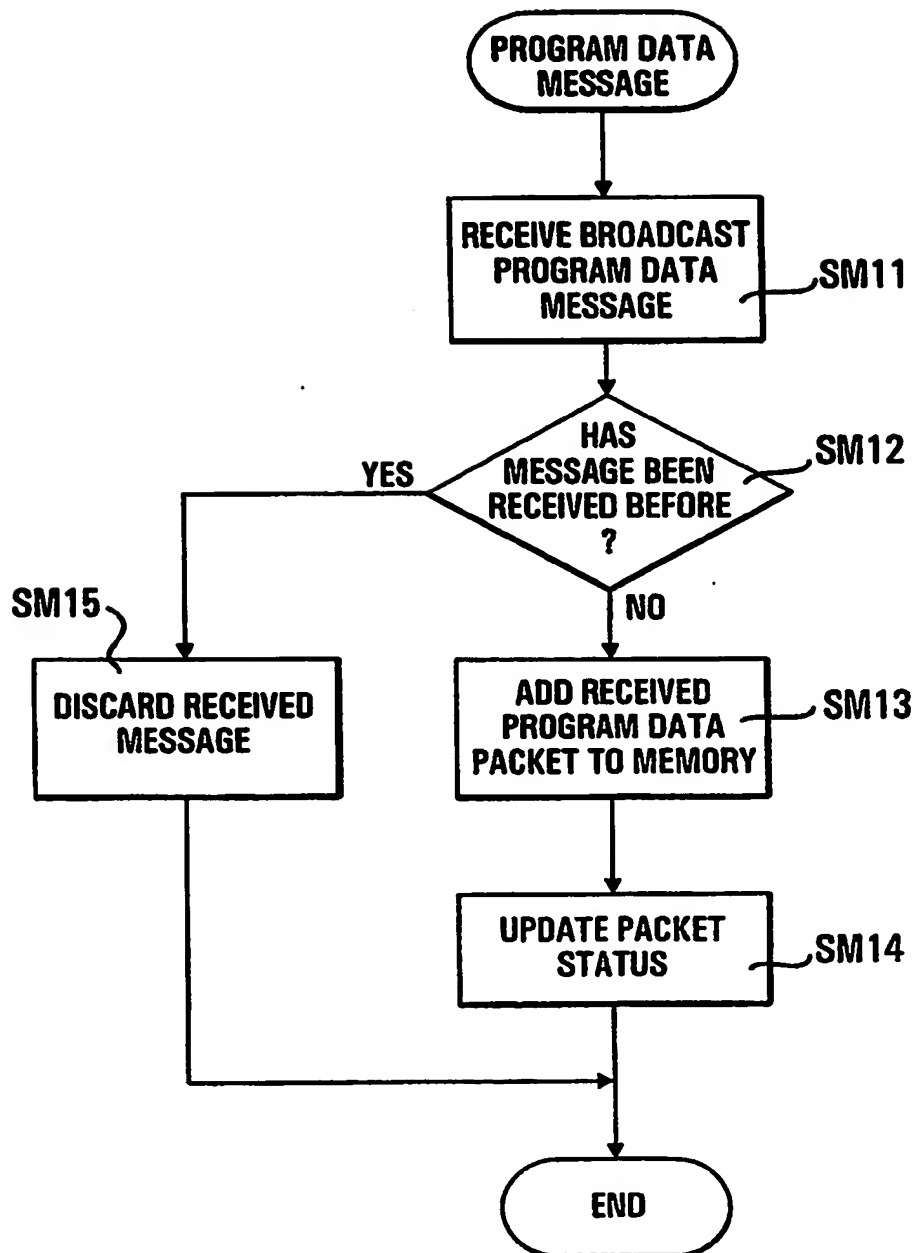 PROGRAM DATA
MESSAGE
RECEIVE BROADCAST
PROGRAM DATA
MESSAGE
SM11
HAS
MESSAGE BEEN
RECEIVED BEFORE
?
SM12
YES
NO
SM15
DISCARD RECEIVED
MESSAGE
ADD RECEIVED
PROGRAM DATA
PACKET TO MEMORY
SM13
UPDATE PACKET
STATUS
SM14
END